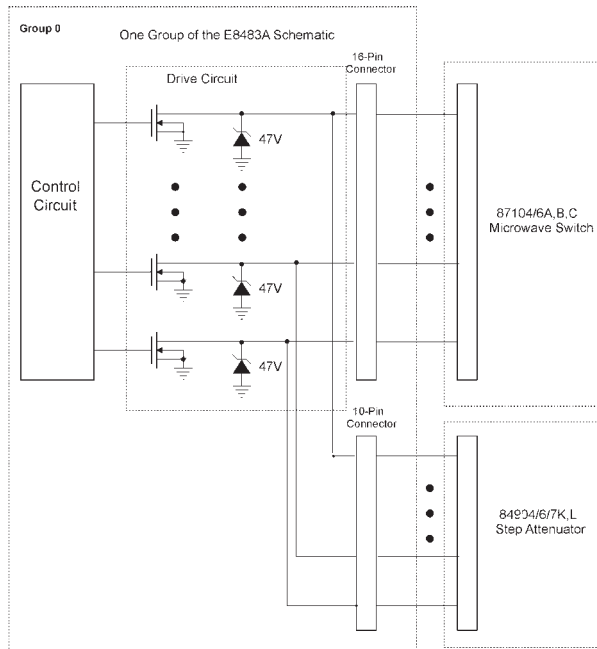 Group 0
One Group of the E8483A Schematic
16-Pin
Connector
Drive Circuit
47V
Control
Circuit
87104/6A,B,C
Microwave Switch
47V
47V
10-Pin
Connector
84904/6/7K,L
Step Attenuator